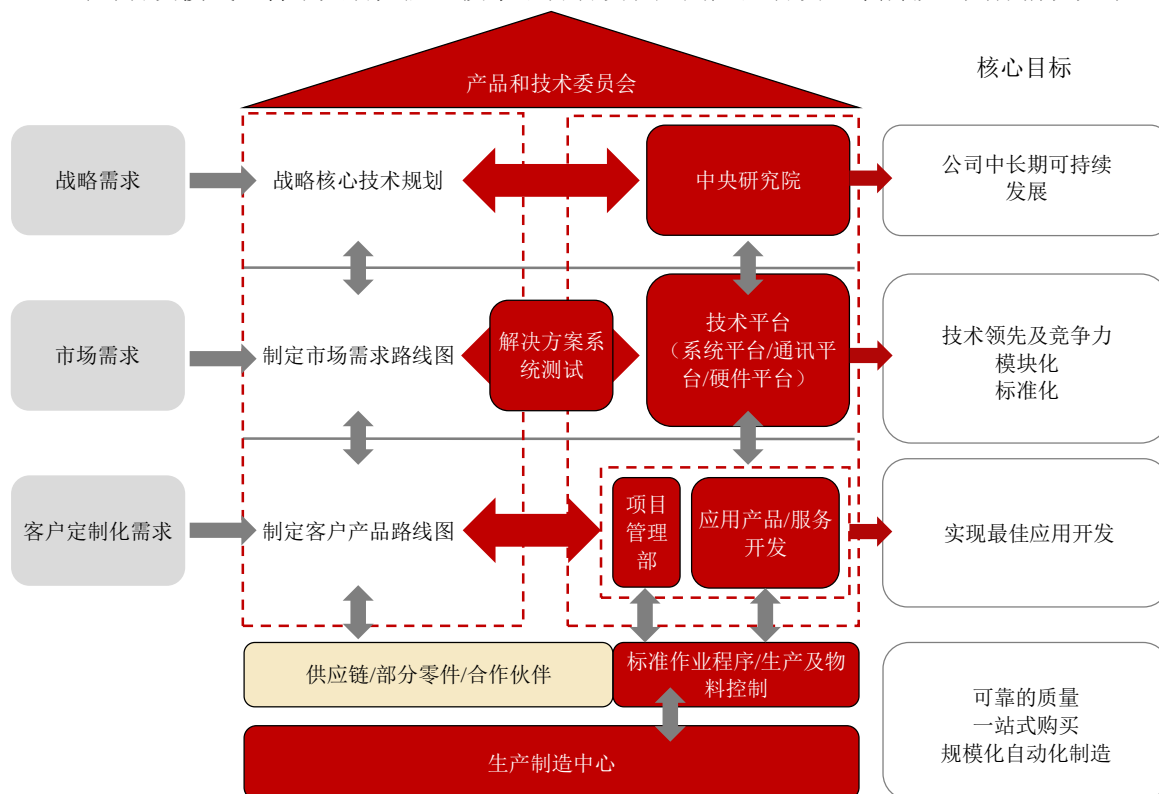 产品和技术委员会
核心目标
战略需求
战略核心技术规划
中央研究院
公司中长期可持续
发展
市场需求
制定市场需求路线图
解决方案系
统测试
技术平台
（系统平台/通讯平
台/硬件平台）
技术领先及竞争力
模块化
标准化
客户定制化需求
制定客户产品路线图
项目
管理
部
应用产品/服务
开发
实现最佳应用开发
供应链/部分零件/合作伙伴
标准作业程序/生产及物
料控制
可靠的质量
一站式购买
规模化自动化制造
生产制造中心